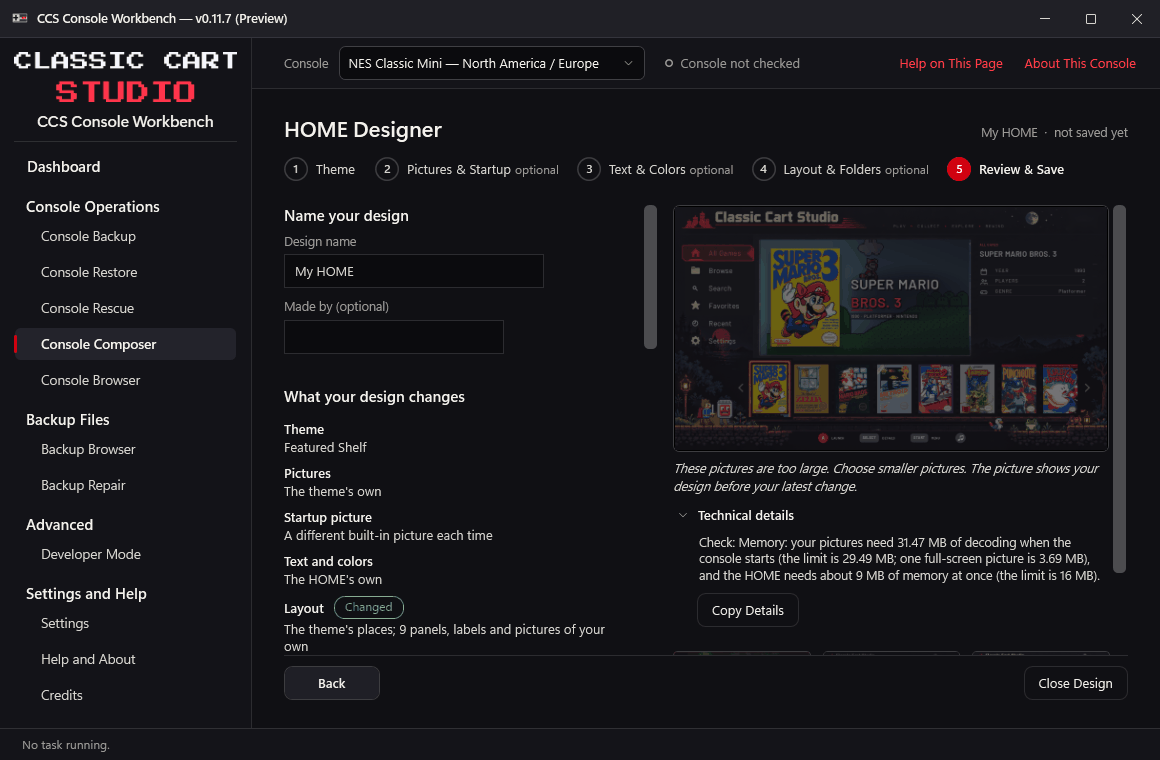 CCS Console Workbench — v0.11.7 (Preview)
CLASSIC CART
STUDIO
CCS Console Workbench
Dashboard
Console Operations
Console Backup
Console Restore
Console Rescue
Console Composer
Console Browser
Backup Files
Backup Browser
Backup Repair
Advanced
Developer Mode
Settings and Help
Settings
Help and About
Credits
Console
NES Classic Mini — North America / Europe
Console not checked
Help on This Page
About This Console
HOME Designer
My HOME · not saved yet
1 Theme
2 Pictures & Startup optional
3 Text & Colors optional
4 Layout & Folders optional
5 Review & Save
Name your design
Design name
My HOME
Made by (optional)
What your design changes
Theme
Featured Shelf
Pictures
The theme's own
Startup picture
A different built-in picture each time
Text and colors
The HOME's own
Layout Changed
The theme's places; 9 panels, labels and pictures of your
own
Classic Cart Studio
PLAY · COLLECT · EXPLORE · REPEAT
All Games
Browse
Search
Favorites
Recent
Settings
SUPER MARIO
BROS. 3
SUPER MARIO BROS. 3
YEAR
PLAYERS 2
GENRE Platformer
These pictures are too large. Choose smaller pictures. The picture shows your
design before your latest change.
Technical details
Check: Memory: your pictures need 31.47 MB of decoding when the
console starts (the limit is 29.49 MB; one full-screen picture is 3.69 MB),
and the HOME needs about 9 MB of memory at once (the limit is 16 MB).
Copy Details
Back
Close Design
No task running.